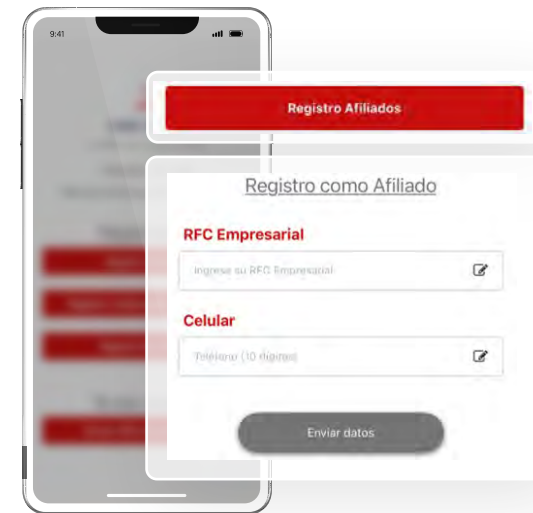 9:41
Registro Afiliados
Registro como Afiliado
RFC Empresarial
Ingrese su RFC Empresarial
Celular
Teléfono (10 dígitos)
Enviar datos